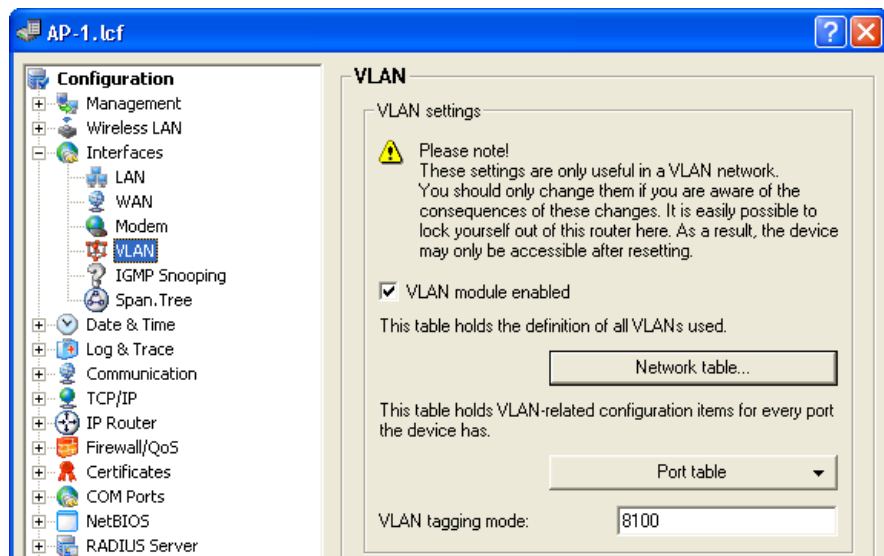 AP-1.lcf
Configuration
Management
Wireless LAN
Interfaces
LAN
WAN
Modem
VLAN
IGMP Snooping
Span.Tree
Date & Time
Log & Trace
Communication
TCP/IP
IP Router
Firewall/QoS
Certificates
COM Ports
NetBIOS
RADIUS Server
VLAN
VLAN settings
Please note!
These settings are only useful in a VLAN network.
You should only change them if you are aware of the
consequences of these changes. It is easily possible to
lock yourself out of this router here. As a result, the device
may only be accessible after resetting.
VLAN module enabled
This table holds the definition of all VLANs used.
Network table...
This table holds VLAN-related configuration items for every port
the device has.
Port table
VLAN tagging mode:
8100